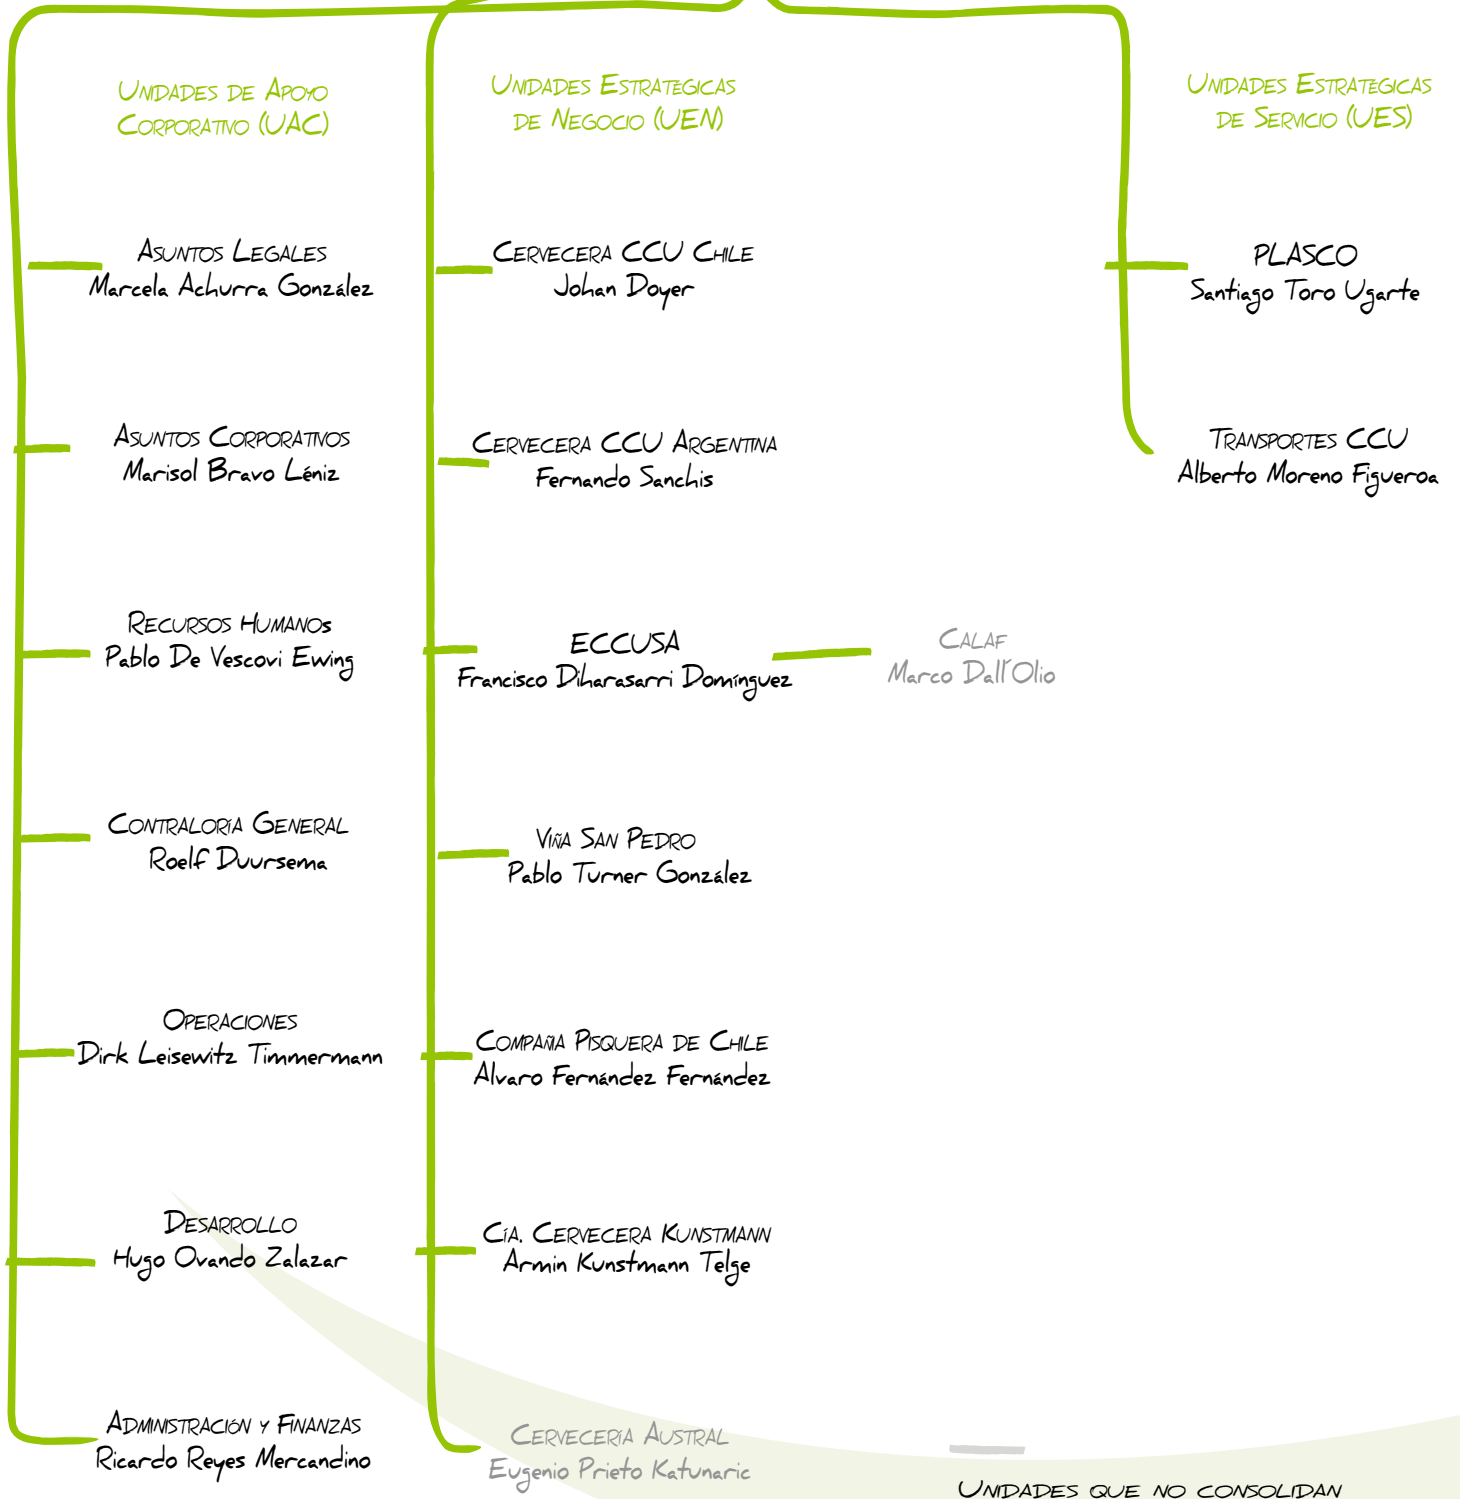 Unidades de Apoyo
Corporativo (UAC)
Asuntos Legales
Marcela Achurra González
Asuntos Corporativos
Marisol Bravo Léniz
Recursos Humanos
Pablo De Vescovi Ewing
Contraloría General
Roelf Duursema
Operaciones
Dirk Leisewitz Timmermann
Desarrollo
Hugo Ovando Zalazar
Administración y Finanzas
Ricardo Reyes Mercandino
Unidades Estratégicas
de Negocio (UEN)
Cervecera CCU Chile
Johan Doyer
Cervecera CCU Argentina
Fernando Sanchis
ECCUSA
Francisco Diharasarri Domínguez
Calaf
Marco Dall'Olio
Viña San Pedro
Pablo Turner González
Compañia Pisquera de Chile
Alvaro Fernández Fernández
Cía. Cervecera Kunstmann
Armin Kunstmann Telge
Cervecería Austral
Eugenio Prieto Katunaric
Unidades Estratégicas
de Servicio (UES)
PLASCO
Santiago Toro Ugarte
Transportes CCU
Alberto Moreno Figueroa
Unidades que no consolidan